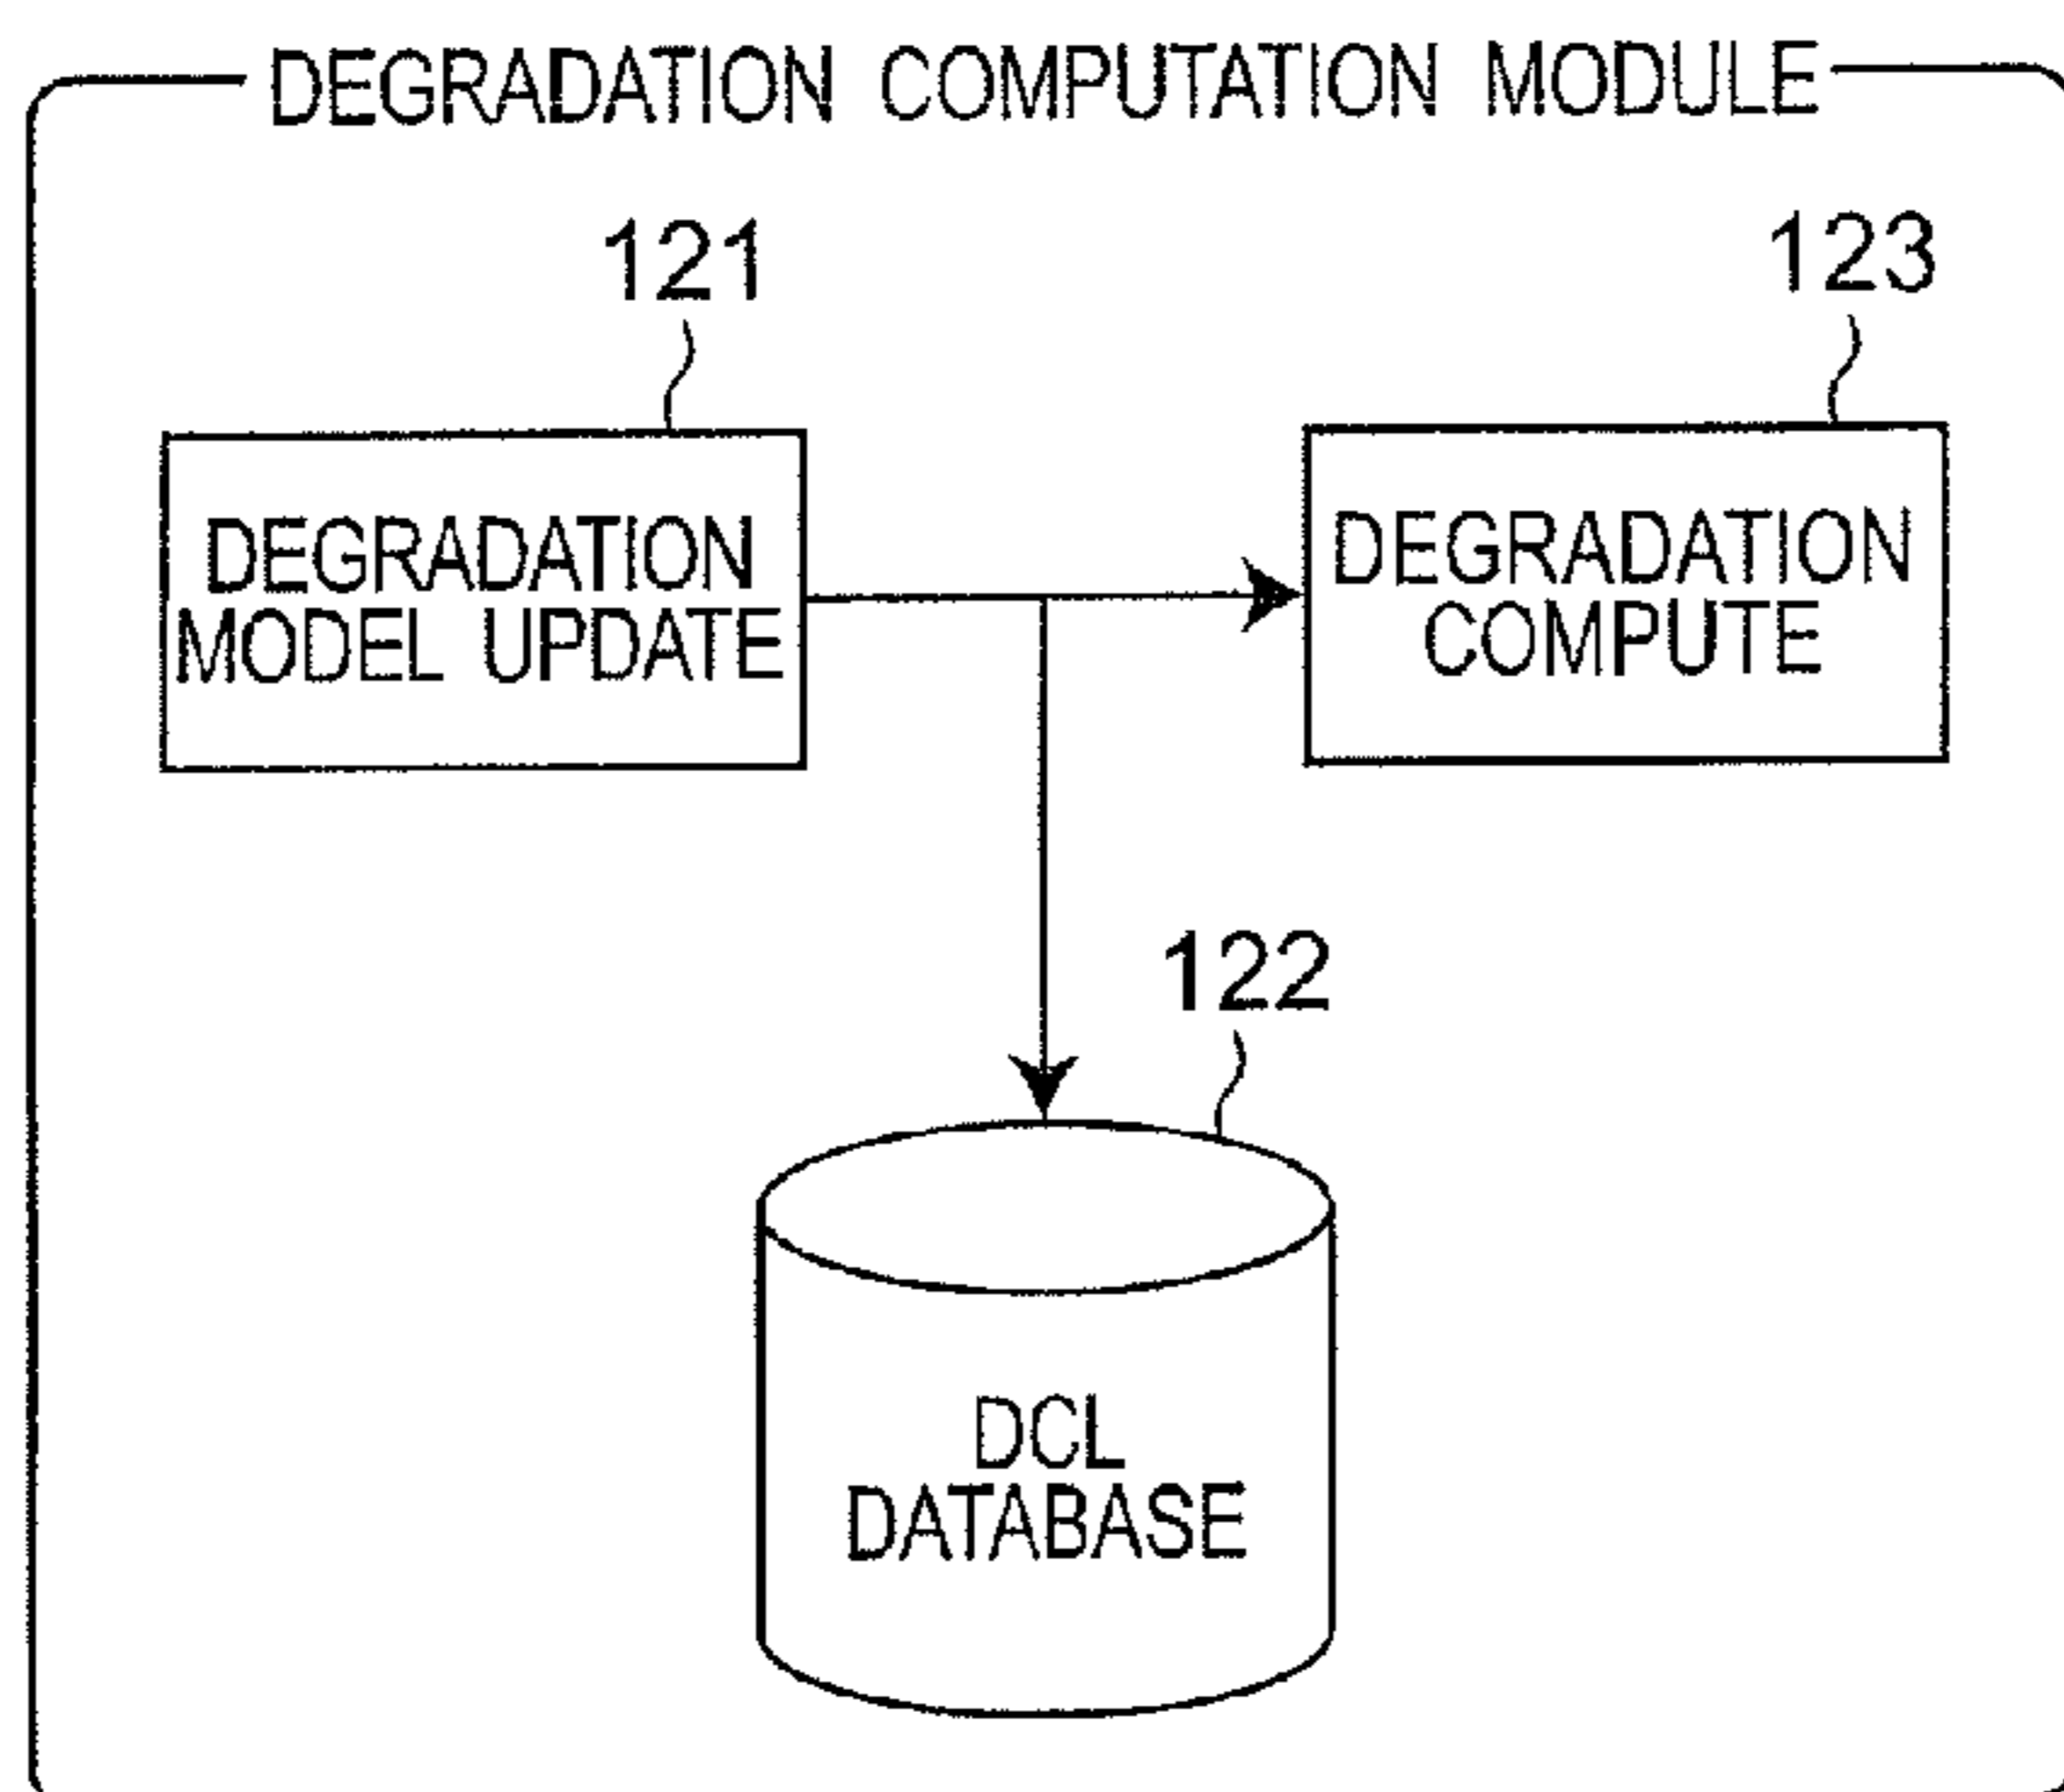 DEGRADATION COMPUTATION MODULE
121
123
DEGRADATION
MODEL UPDATE
DEGRADATION
COMPUTE
122
DCL
DATABASE